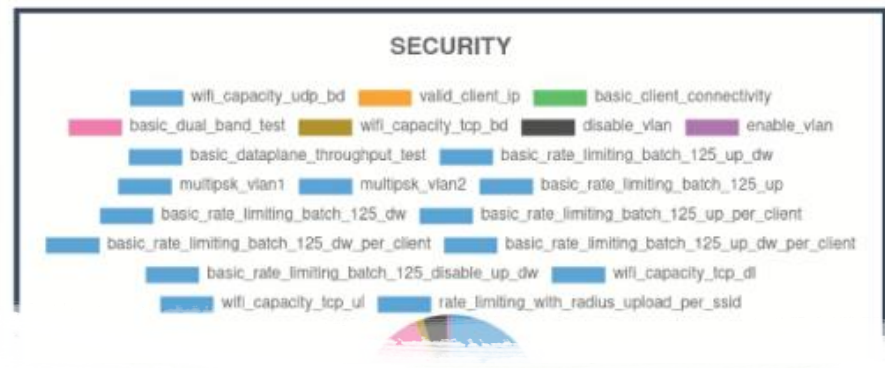 SECURITY
wifi_capacity_udp_bd valid_client_ip basic_client_connectivity
basic_dual_band_test wifi_capacity_tcp_bd disable_vlan enable_vlan
basic_dataplane_throughput_test basic_rate_limiting_batch_125_up_dw
multipsk_vlan1 multipsk_vlan2 basic_rate_limiting_batch_125_up
basic_rate_limiting_batch_125_dw basic_rate_limiting_batch_125_up_per_client
basic_rate_limiting_batch_125_dw_per_client basic_rate_limiting_batch_125_up_dw_per_client
basic_rate_limiting_batch_125_disable_up_dw wifi_capacity_tcp_dl
wifi_capacity_tcp_ul rate_limiting_with_radius_upload_per_ssid